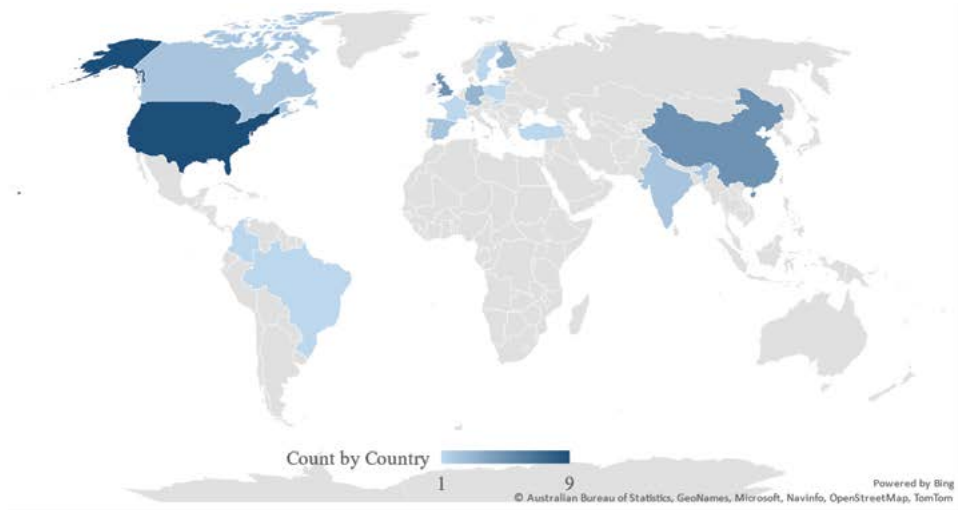 Count by Country
1 9
Powered by Bing
© Australian Bureau of Statistics, GeoNames, Microsoft, Navinfo, OpenStreetMap, TomTom